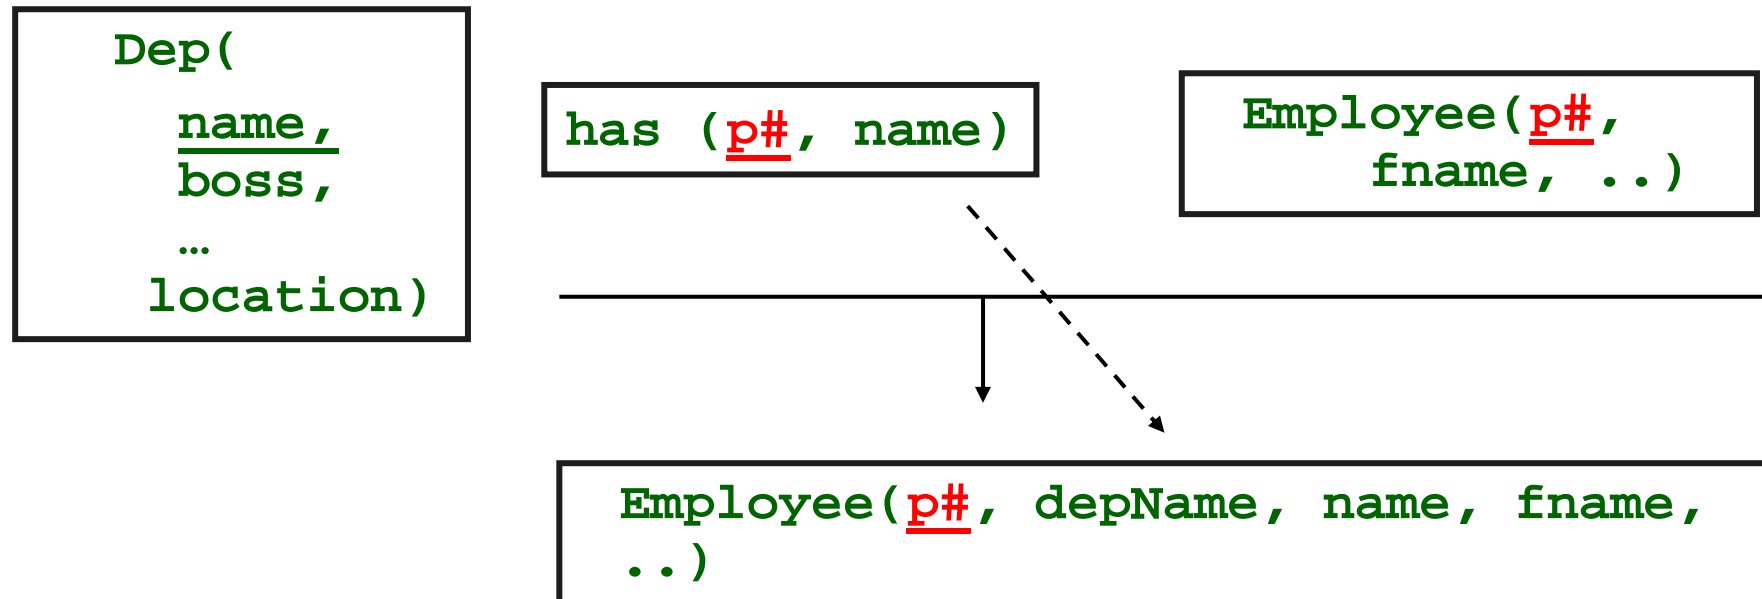 Dep(
name,
boss,
…
location)
has (p#, name)
Employee(p#,
fname, ..)
Employee(p#, depName, name, fname,
..)